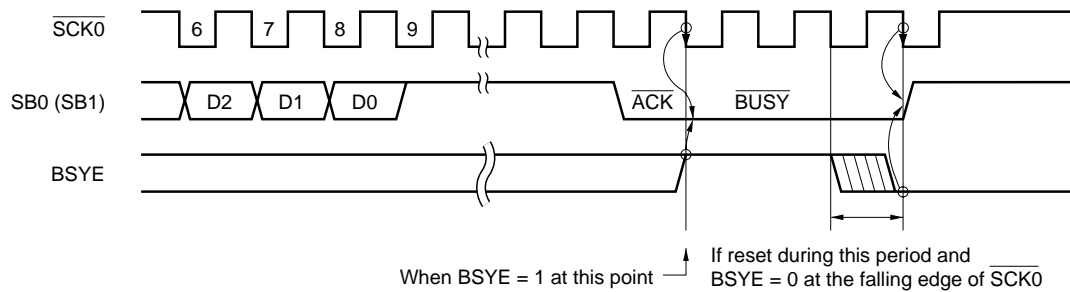 SCK0
6 7 8 9
SB0 (SB1)
D2 D1 D0
ACK BUSY
BSYE
When BSYE = 1 at this point
If reset during this period and
BSYE = 0 at the falling edge of SCK0